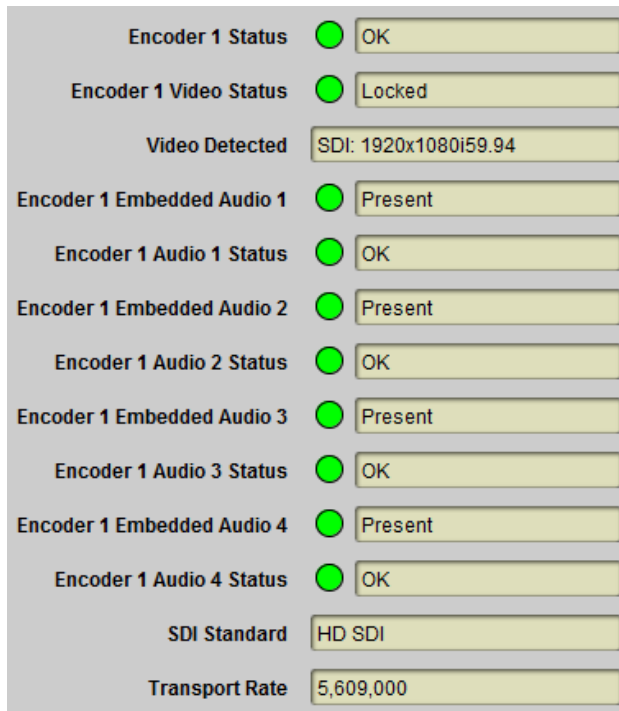 Encoder 1 Status OK
Encoder 1 Video Status Locked
Video Detected SDI: 1920x1080i59.94
Encoder 1 Embedded Audio 1 Present
Encoder 1 Audio 1 Status OK
Encoder 1 Embedded Audio 2 Present
Encoder 1 Audio 2 Status OK
Encoder 1 Embedded Audio 3 Present
Encoder 1 Audio 3 Status OK
Encoder 1 Embedded Audio 4 Present
Encoder 1 Audio 4 Status OK
SDI Standard HD SDI
Transport Rate 5,609,000